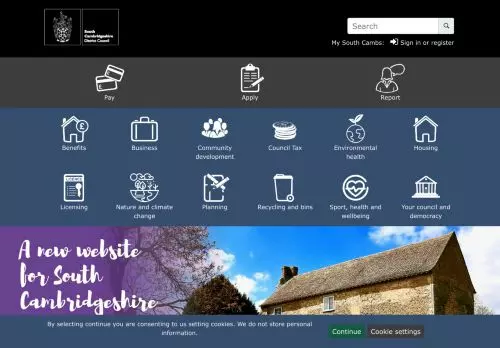 South
Cambridgeshire
District Council
Search
My South Cambs: Sign in or register
Pay
Apply
Report
Benefits
Business
Community
development
Council Tax
Environmental
health
Housing
Licensing
Nature and climate
change
Planning
Recycling and bins
Sport, health and
wellbeing
Your council and
democracy
A new website
for South
Cambridgeshire
By selecting continue you are consenting to us setting cookies. We do not store personal
information.
Continue
Cookie settings